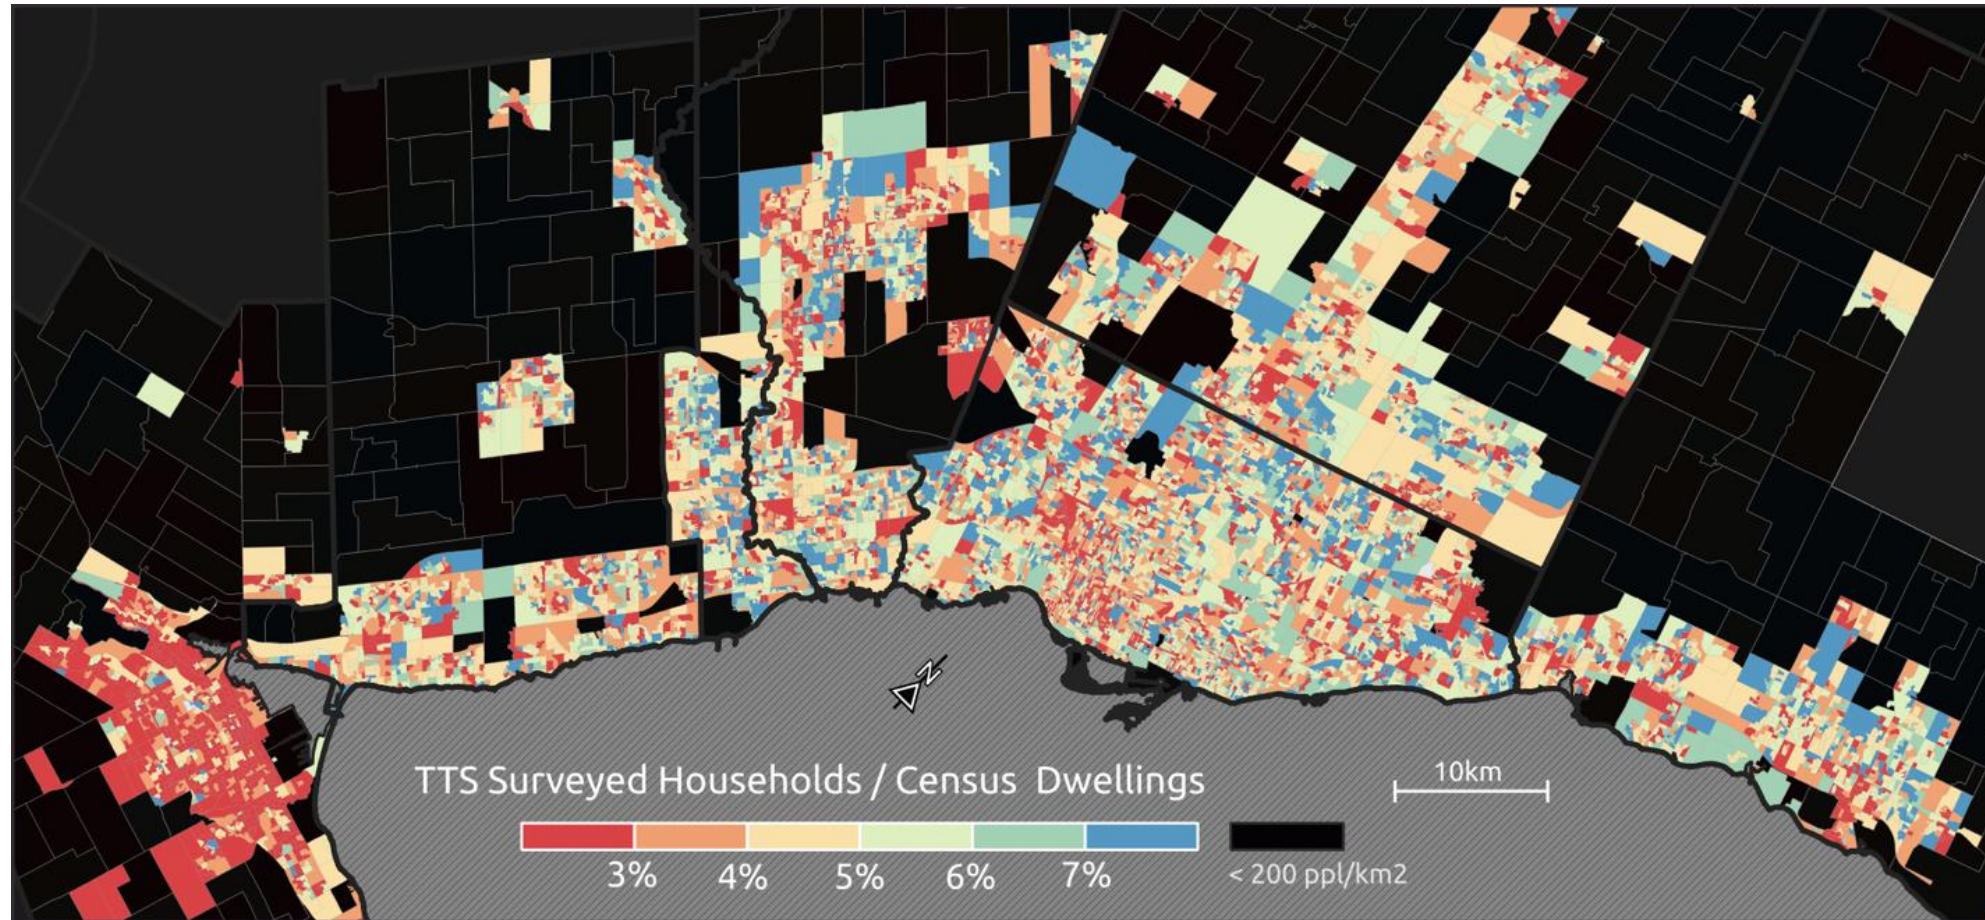 N
TTS Surveyed Households / Census Dwellings
10km
3% 4% 5% 6% 7%
< 200 ppl/km2